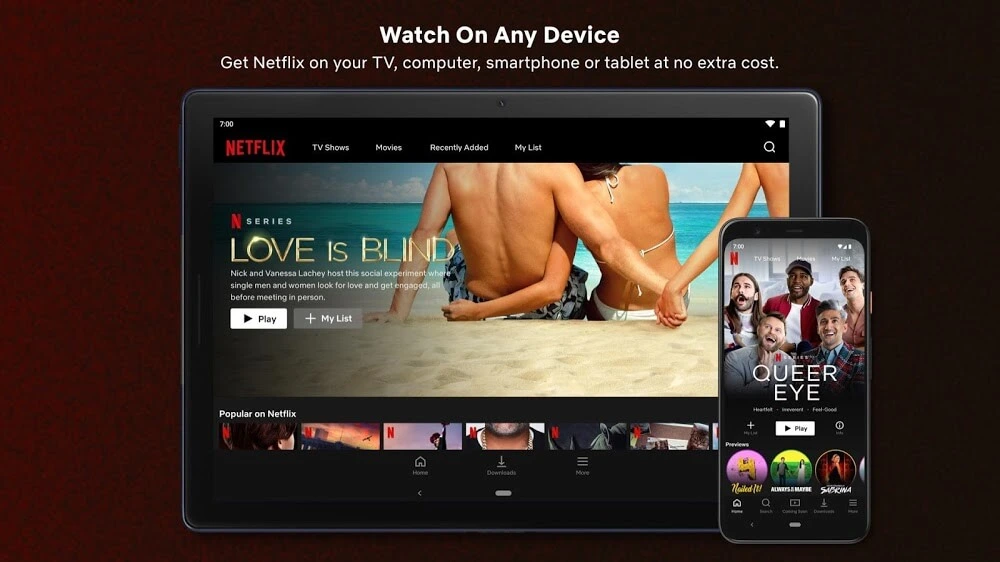 Watch On Any Device
Get Netflix on your TV, computer, smartphone or tablet at no extra cost.
7:00
NETFLIX TV Shows Movies Recently Added My List
N SERIES
LOVE IS BLIND
Nick and Vanessa Lachey host this social experiment where
single men and women look for love and get engaged, all
before meeting in person.
Play + My List
Popular on Netflix
Home Downloads More
7:00
N TV Shows Movies My List
N SERIES
QUEER
EYE
Heartfelt · Irreverent · Feel-Good
My List Play Info
Previews
Nailed It! ALWAYS BE MY MAYBE SABRINA
Home Search Coming Soon Downloads More